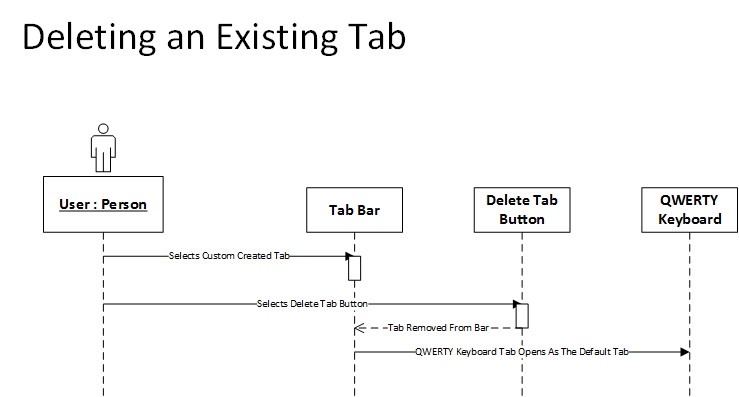 Deleting an Existing Tab
User : Person
Tab Bar
Delete Tab
Button
QWERTY
Keyboard
Selects Custom Created Tab
Selects Delete Tab Button
Tab Removed From Bar
QWERTY Keyboard Tab Opens As The Default Tab